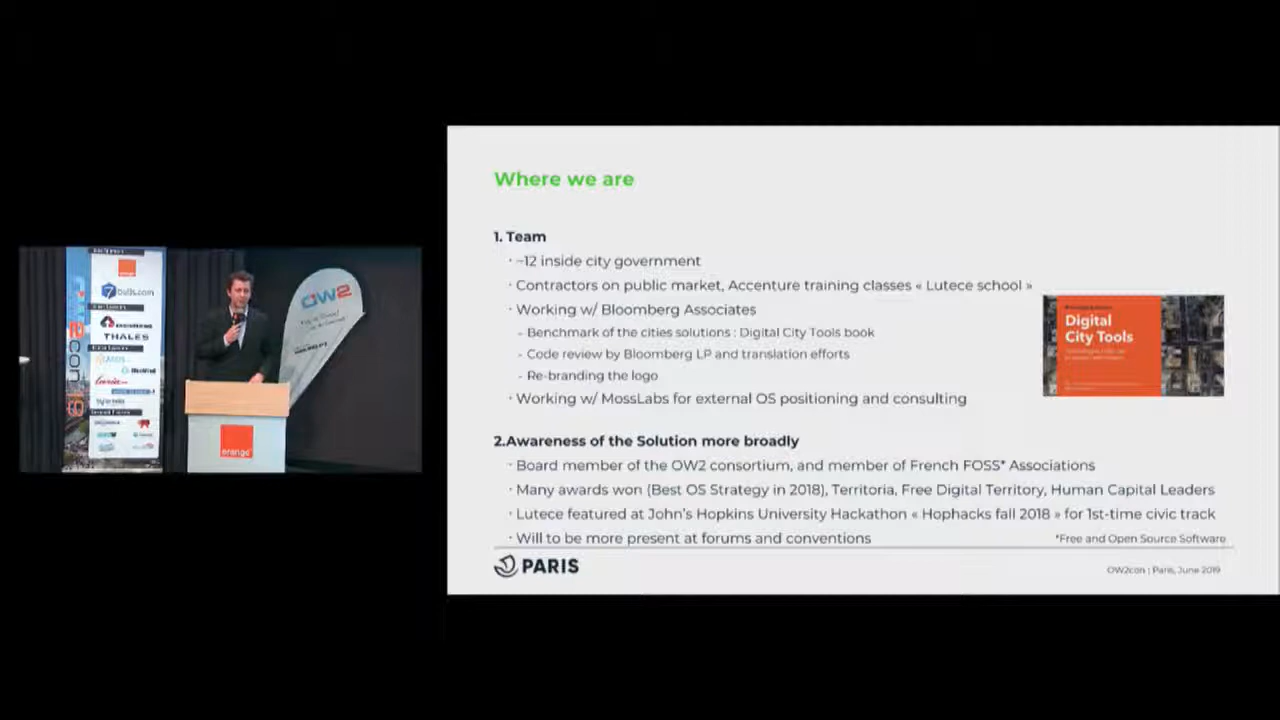 Where we are
1. Team
· ~12 inside city government
· Contractors on public market, Accenture training classes « Lutece school »
· Working w/ Bloomberg Associates
- Benchmark of the cities solutions : Digital City Tools book
- Code review by Bloomberg LP and translation efforts
- Re-branding the logo
· Working w/ MossLabs for external OS positioning and consulting
Digital
City Tools
2.Awareness of the Solution more broadly
· Board member of the OW2 consortium, and member of French FOSS* Associations
· Many awards won (Best OS Strategy in 2018), Territoria, Free Digital Territory, Human Capital Leaders
· Lutece featured at John's Hopkins University Hackathon « Hophacks fall 2018 » for 1st-time civic track
· Will to be more present at forums and conventions
*Free and Open Source Software
PARIS
OW2con | Paris, June 2019
OW2
7bulls.com
THALES
orange